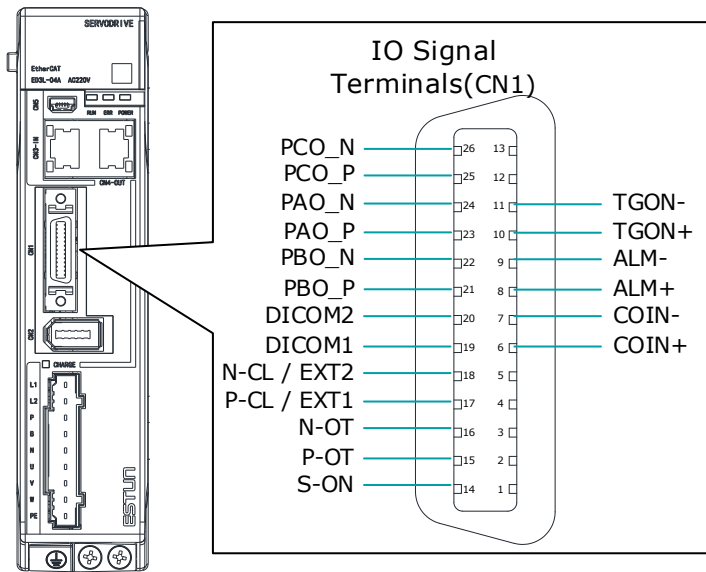 SERVODRIVE
EtherCAT
ED3L-04A AC220V
CN5
RUN ERR POWER
CN3-IN
CN4-OUT
CN1
CN2
CHARGE
L1
L2
P
B
N
U
V
W
PE
ESTUN
IO Signal
Terminals(CN1)
PCO_N 26 13
PCO_P 25 12
PAO_N 24 11 TGON-
PAO_P 23 10 TGON+
PBO_N 22 9 ALM-
PBO_P 21 8 ALM+
DICOM2 20 7 COIN-
DICOM1 19 6 COIN+
N-CL / EXT2 18 5
P-CL / EXT1 17 4
N-OT 16 3
P-OT 15 2
S-ON 14 1